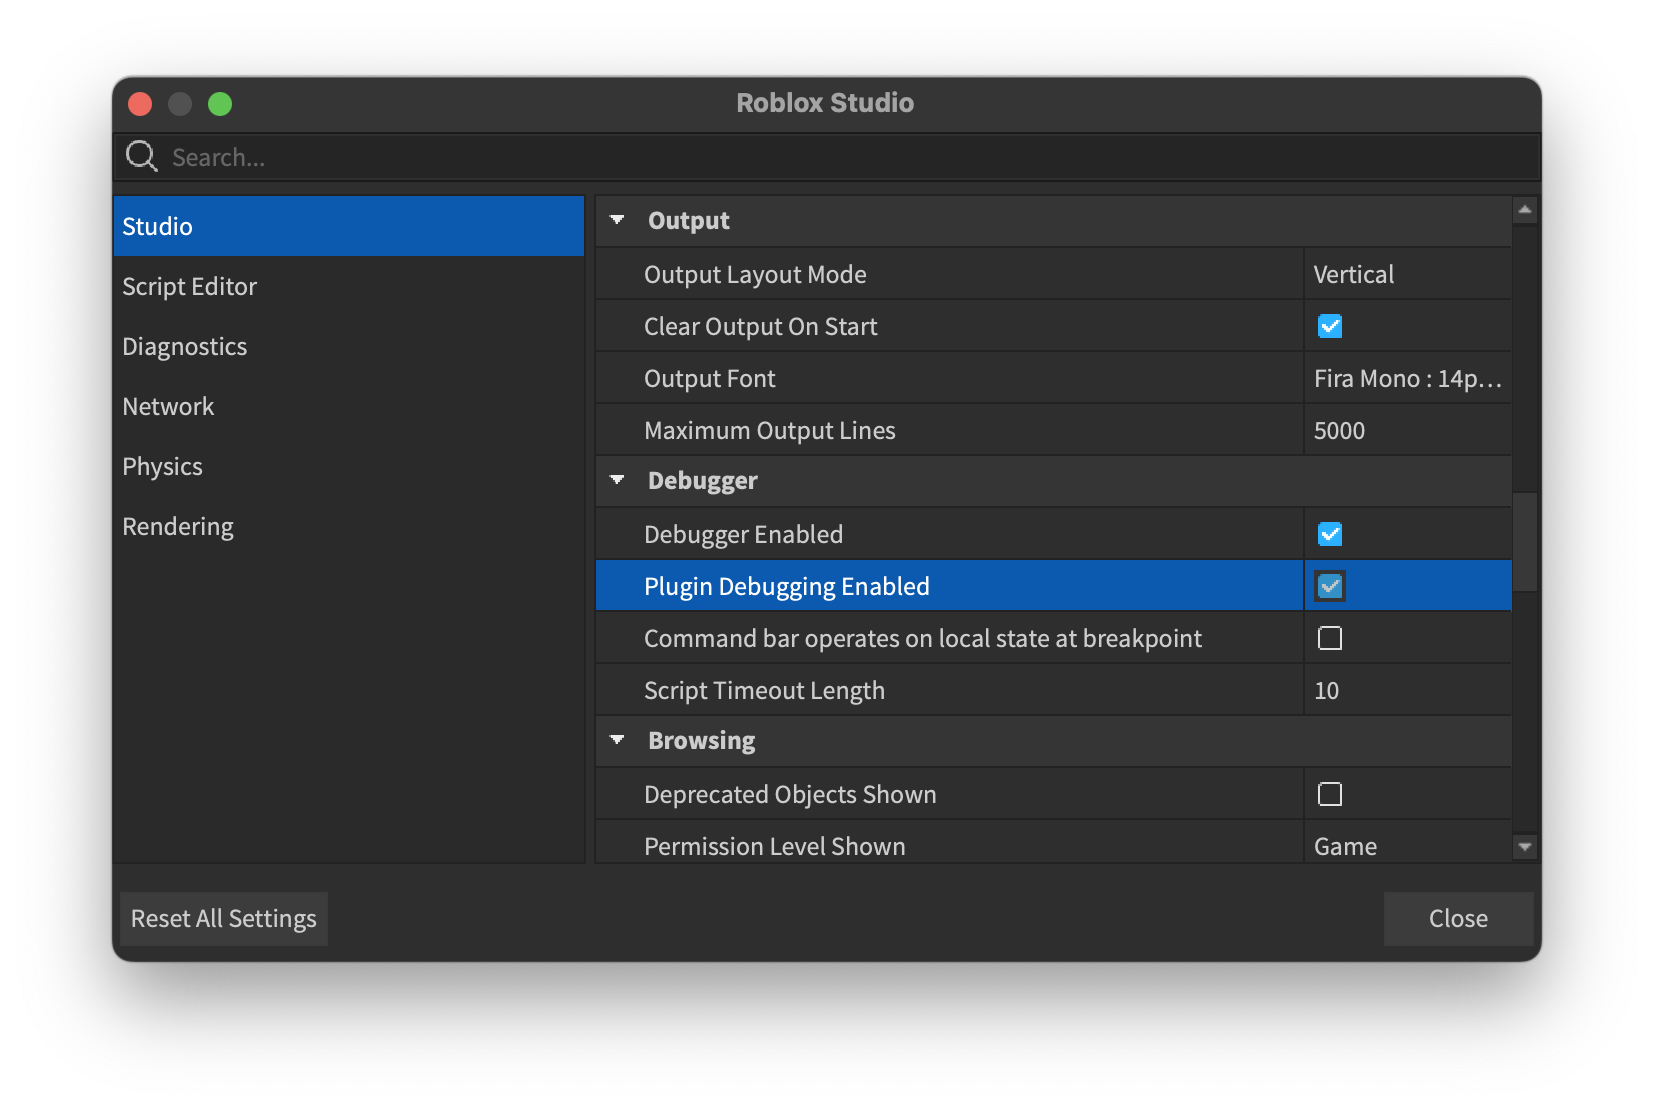 Roblox Studio
Search...
Studio
Script Editor
Diagnostics
Network
Physics
Rendering
Output
Output Layout Mode Vertical
Clear Output On Start
Output Font Fira Mono : 14p...
Maximum Output Lines 5000
Debugger
Debugger Enabled
Plugin Debugging Enabled
Command bar operates on local state at breakpoint
Script Timeout Length 10
Browsing
Deprecated Objects Shown
Permission Level Shown Game
Reset All Settings
Close